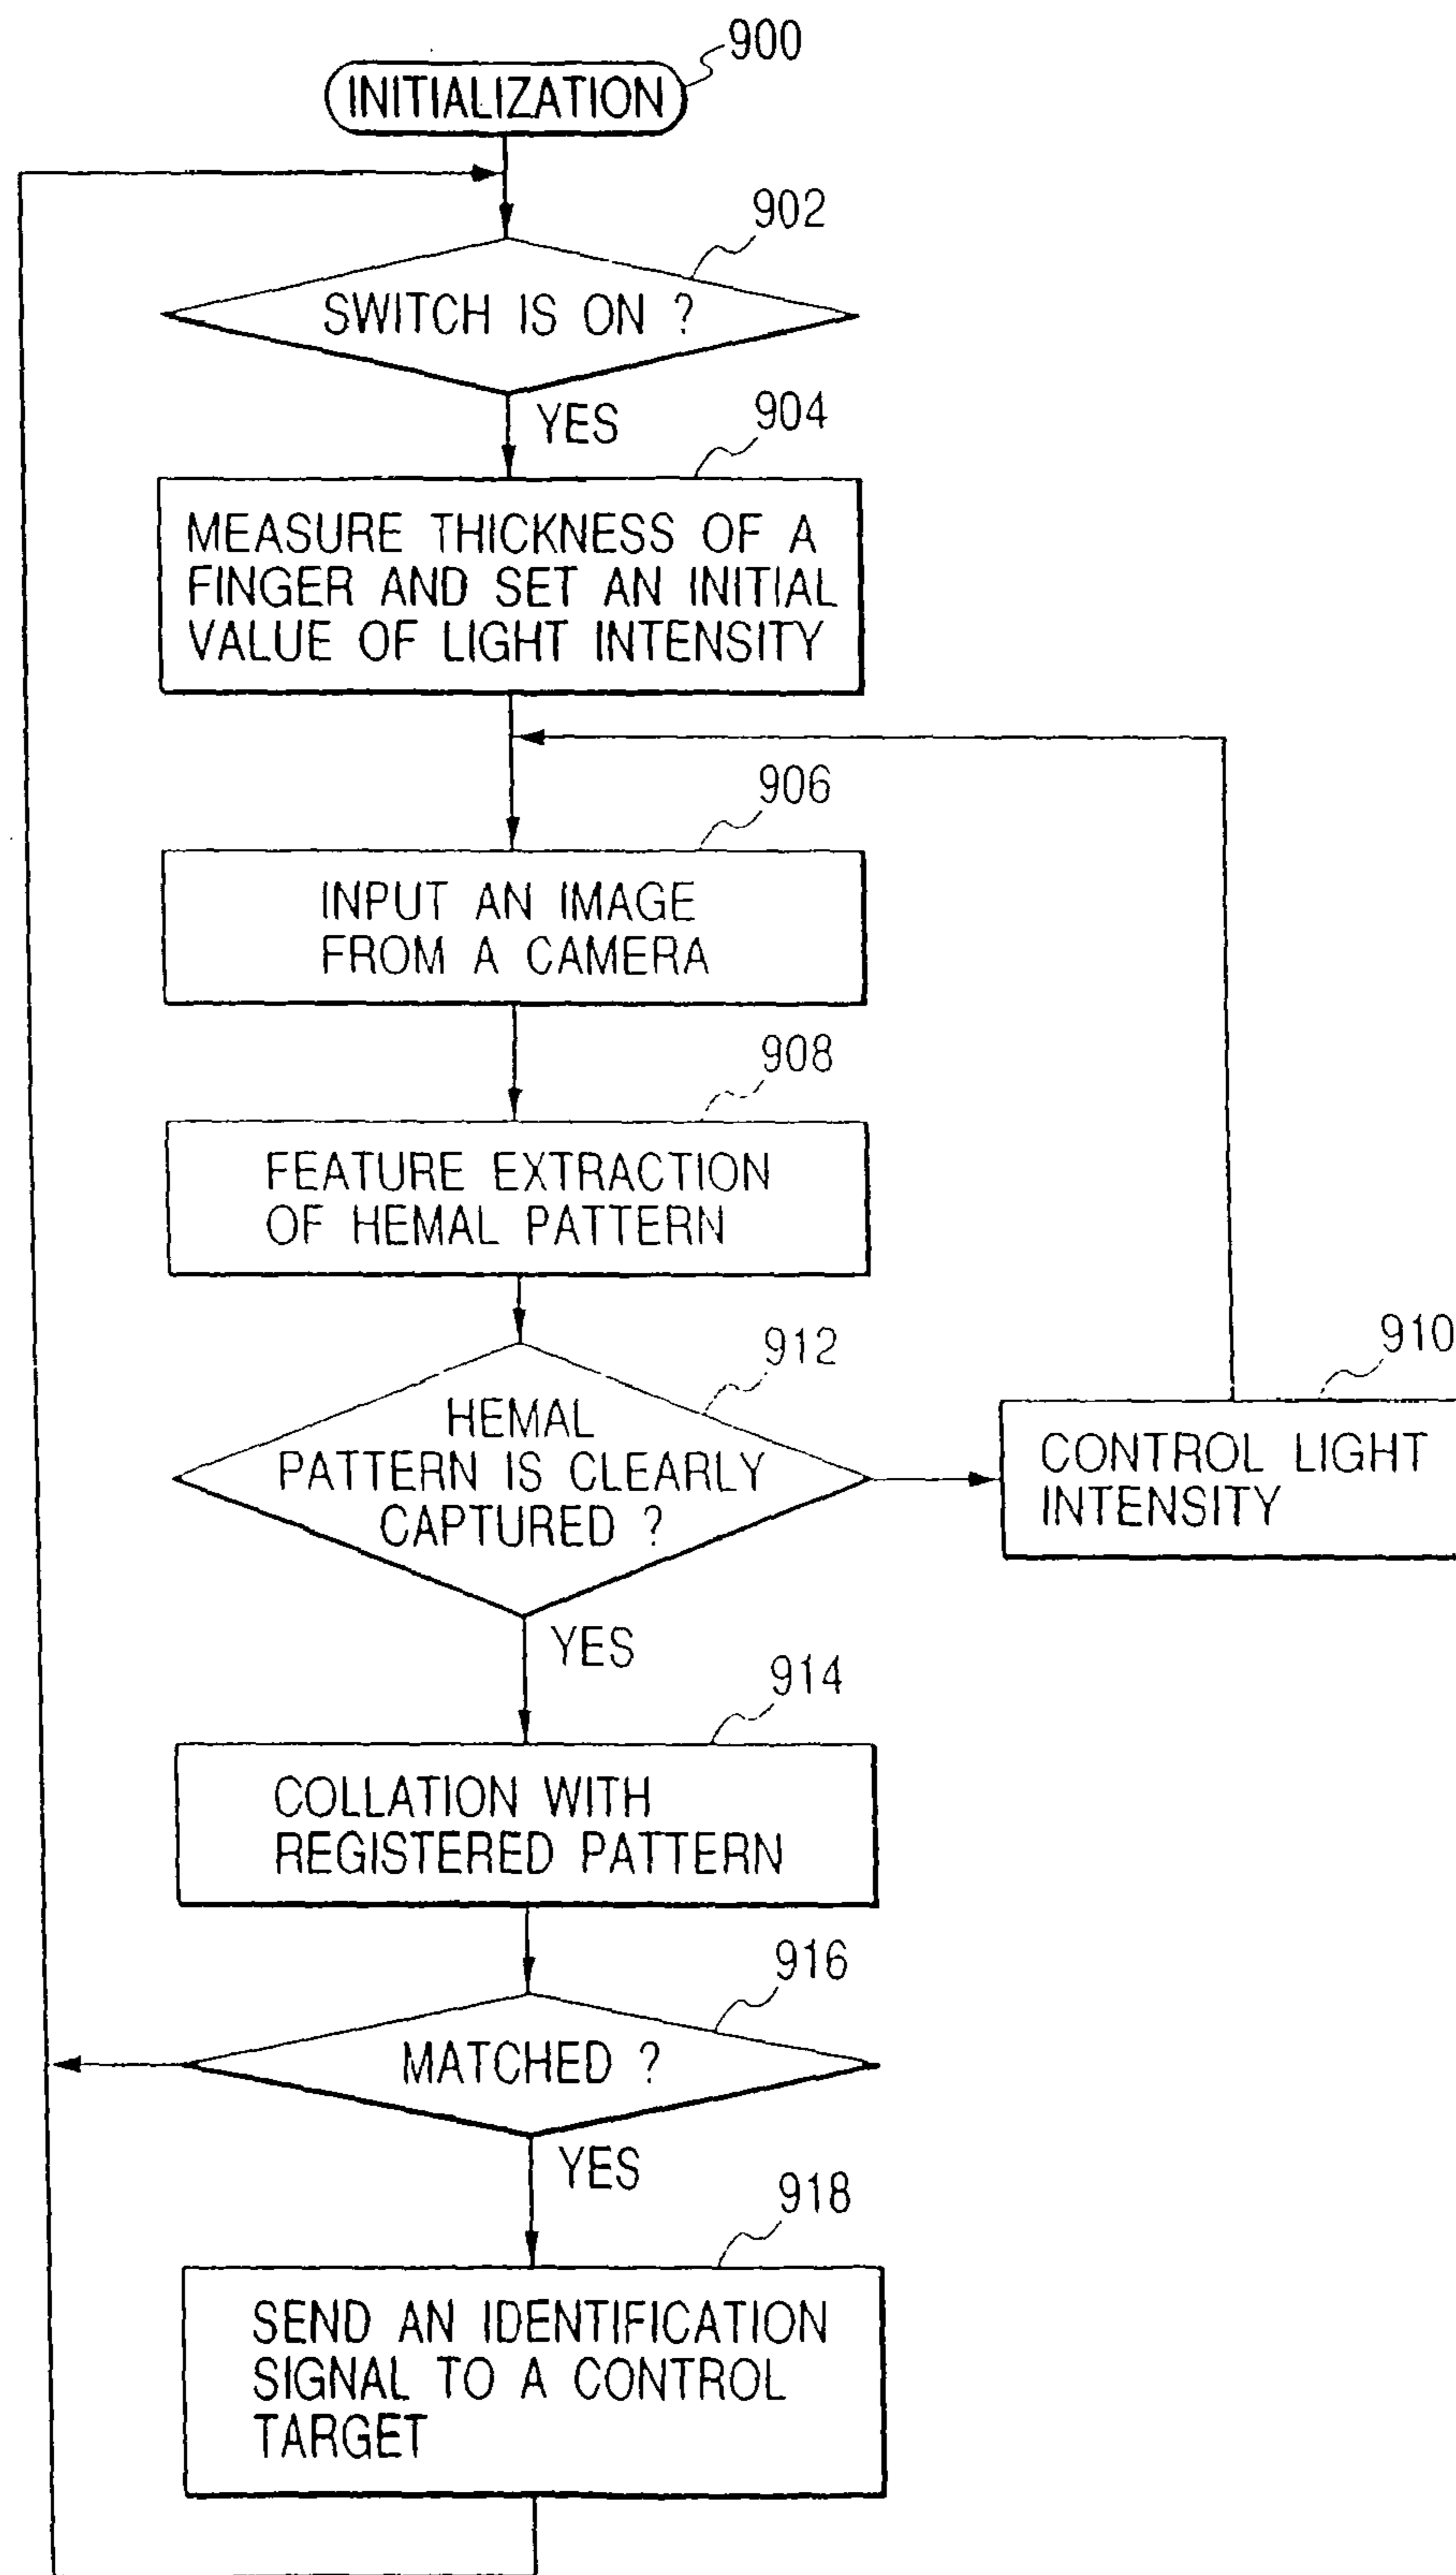 900
INITIALIZATION
902
SWITCH IS ON ?
YES
904
MEASURE THICKNESS OF A
FINGER AND SET AN INITIAL
VALUE OF LIGHT INTENSITY
906
INPUT AN IMAGE
FROM A CAMERA
908
FEATURE EXTRACTION
OF HEMAL PATTERN
912
HEMAL
PATTERN IS CLEARLY
CAPTURED ?
910
CONTROL LIGHT
INTENSITY
YES
914
COLLATION WITH
REGISTERED PATTERN
916
MATCHED ?
YES
918
SEND AN IDENTIFICATION
SIGNAL TO A CONTROL
TARGET